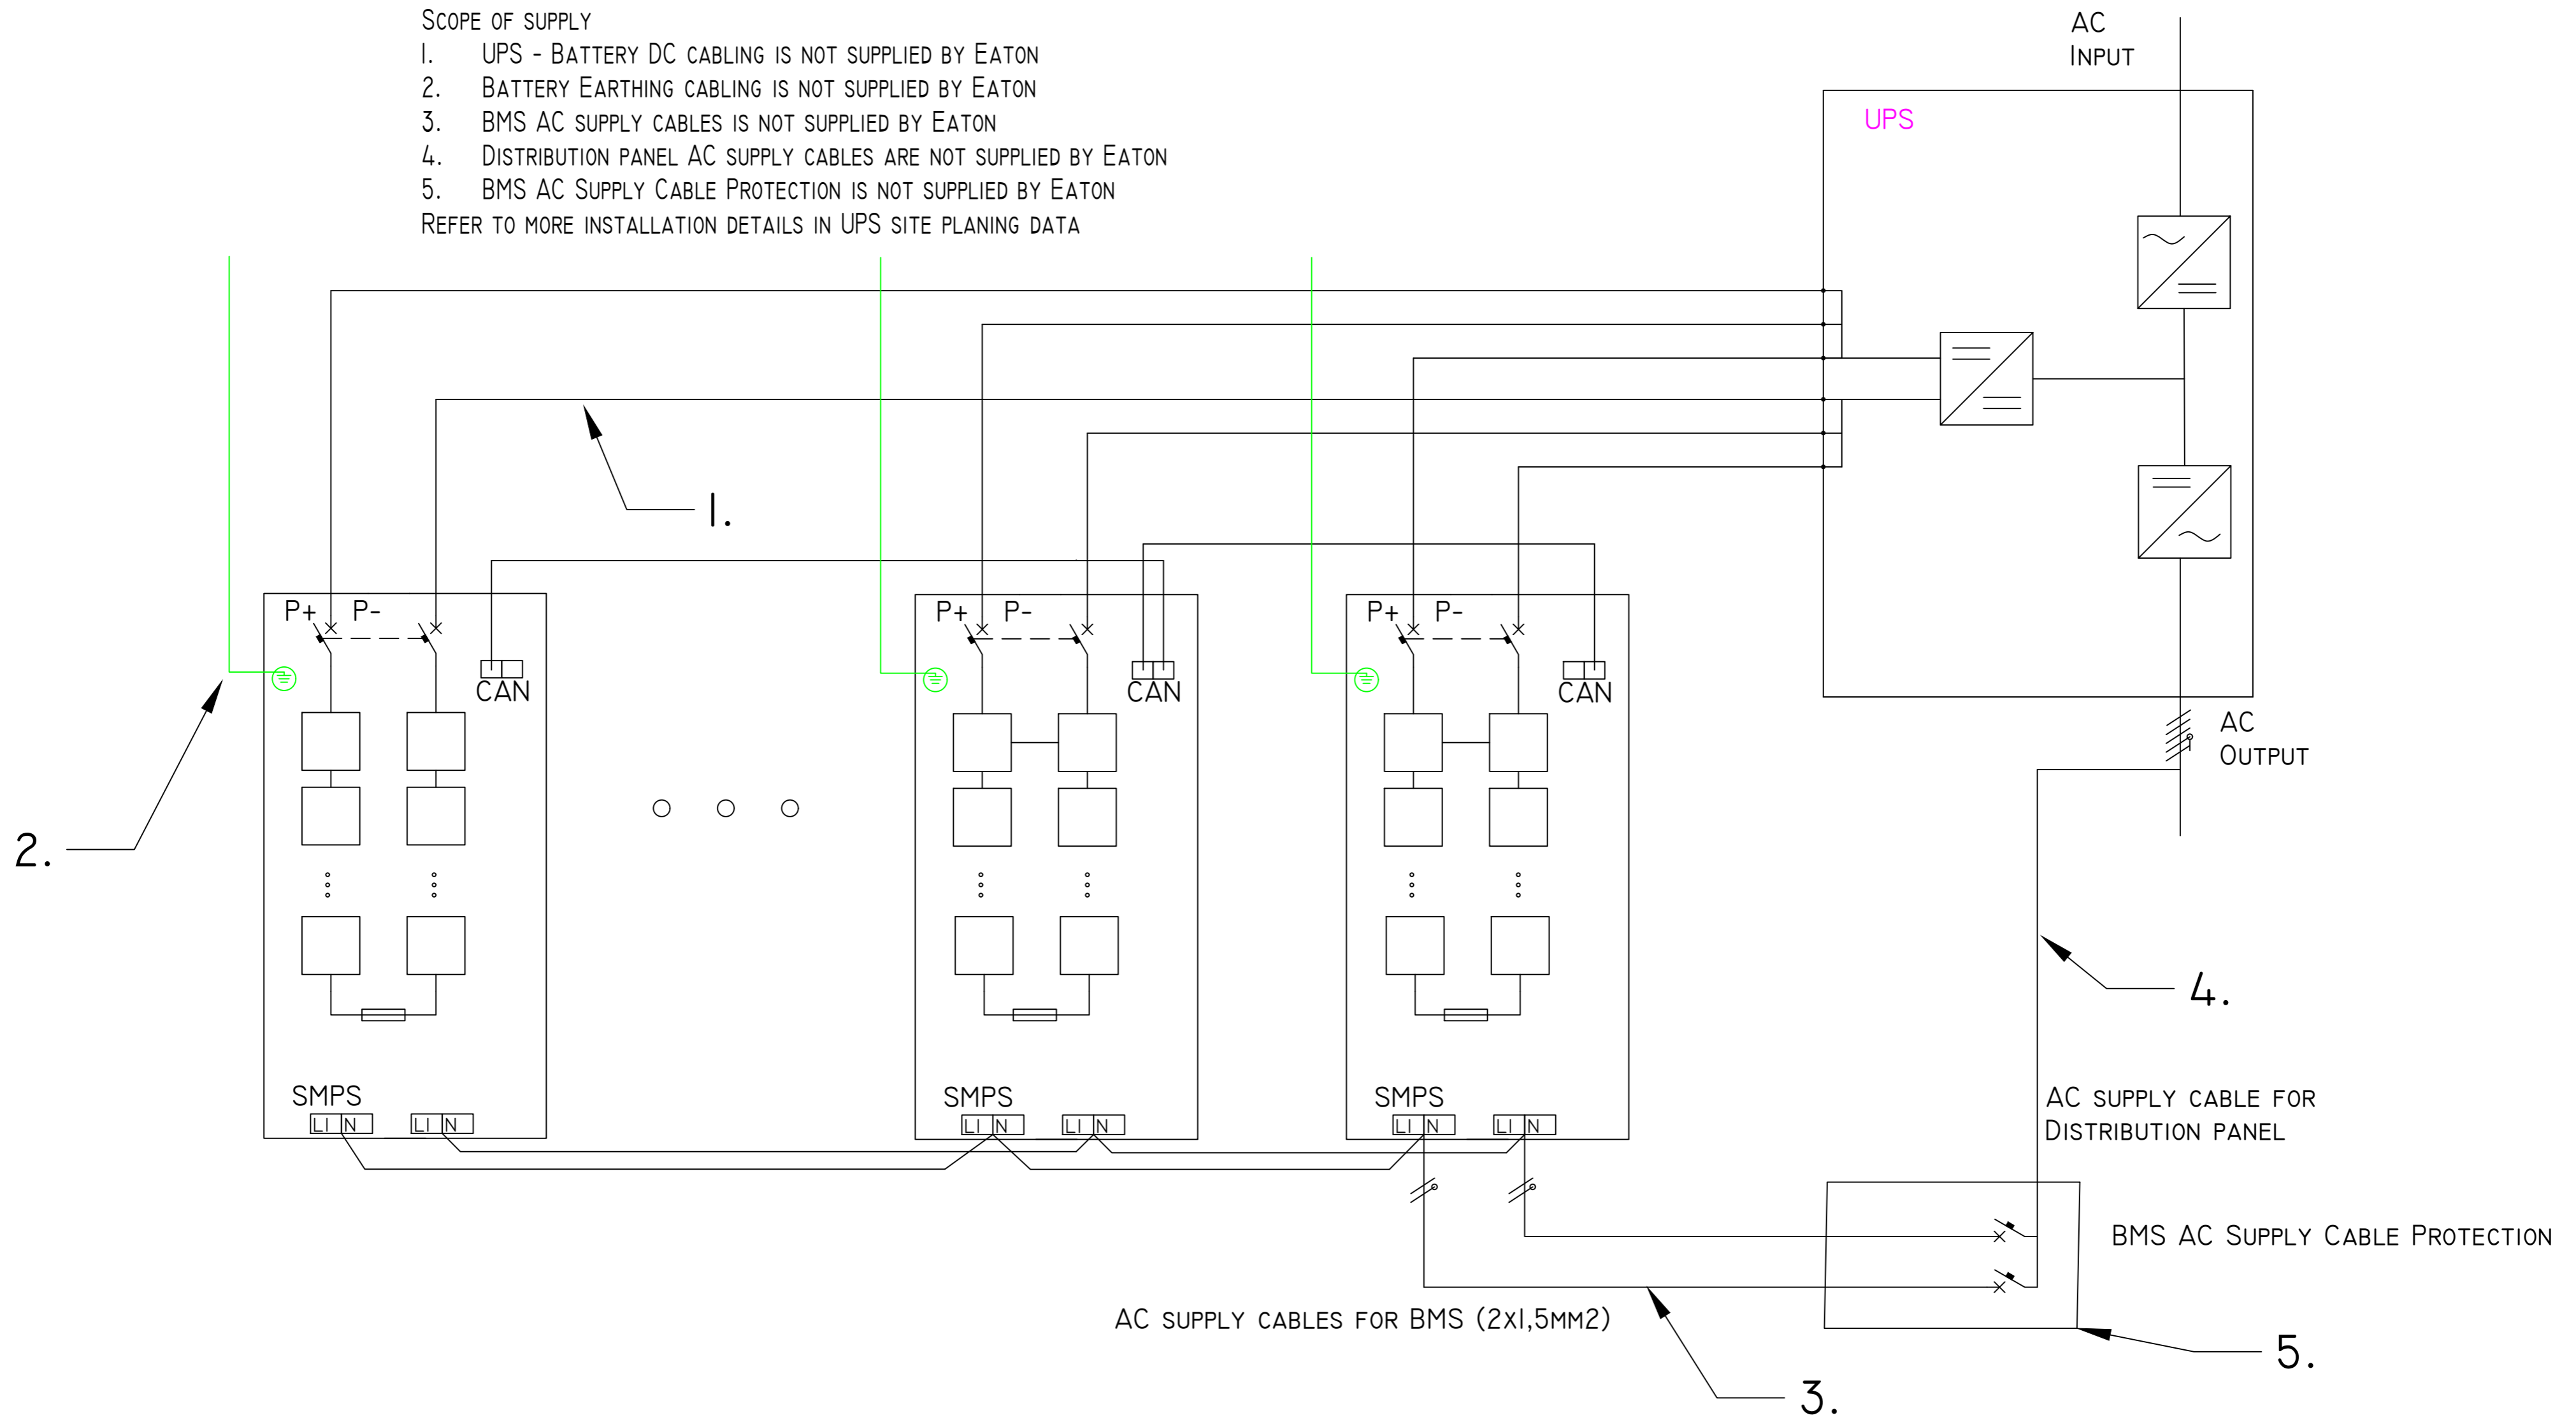 Scope of supply
1. UPS - Battery DC cabling is not supplied by Eaton
2. Battery Earthing cabling is not supplied by Eaton
3. BMS AC supply cables is not supplied by Eaton
4. Distribution panel AC supply cables are not supplied by Eaton
5. BMS AC Supply Cable Protection is not supplied by Eaton
Refer to more installation details in UPS site planing data
AC
Input
UPS
1.
P+ P-
CAN
P+ P-
CAN
P+ P-
CAN
AC
Output
2.
4.
SMPS
L1 N L1 N
SMPS
L1 N L1 N
SMPS
L1 N L1 N
AC supply cable for
Distribution panel
BMS AC Supply Cable Protection
AC supply cables for BMS (2x1,5mm2)
5.
3.